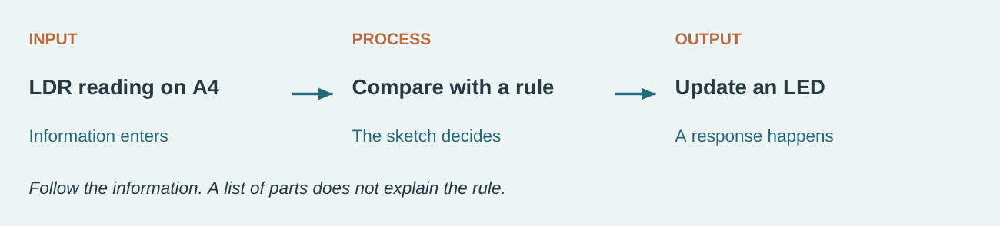 INPUT
PROCESS
OUTPUT
LDR reading on A4
Compare with a rule
Update an LED
Information enters
The sketch decides
A response happens
Follow the information. A list of parts does not explain the rule.